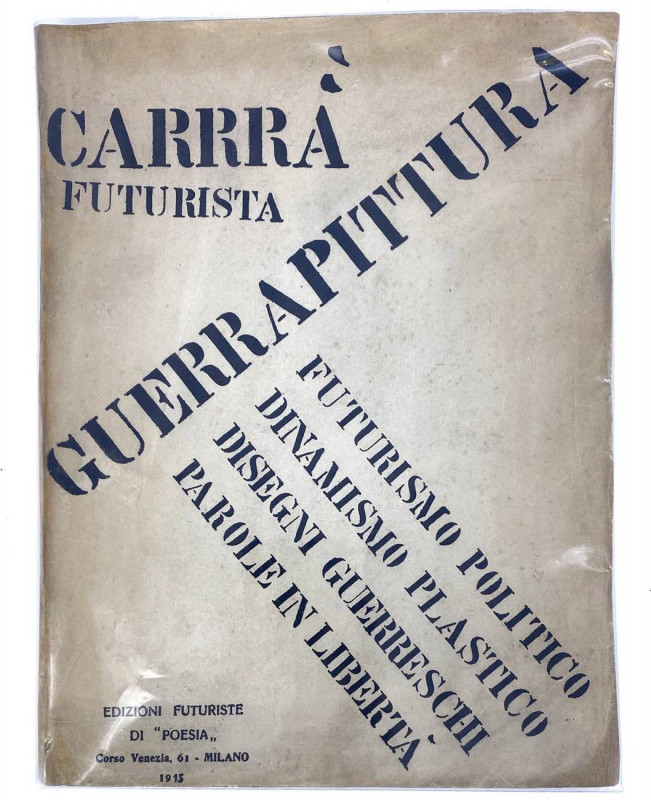 CARRRÀ
FUTURISTA
GUERRAPITTURA
FUTURISMO POLITICO
DINAMISMO PLASTICO
DISEGNI GUERRESCHI
PAROLE IN LIBERTÀ
EDIZIONI FUTURISTE
DI "POESIA„
Corso Venezia, 61 - MILANO
1915